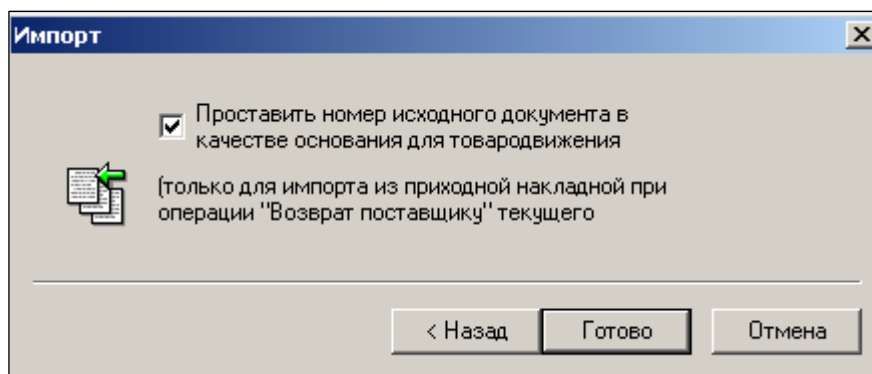 Импорт
Проставить номер исходного документа в
качестве основания для товародвижения
(только для импорта из приходной накладной при
операции "Возврат поставщику" текущего
< Назад
Готово
Отмена